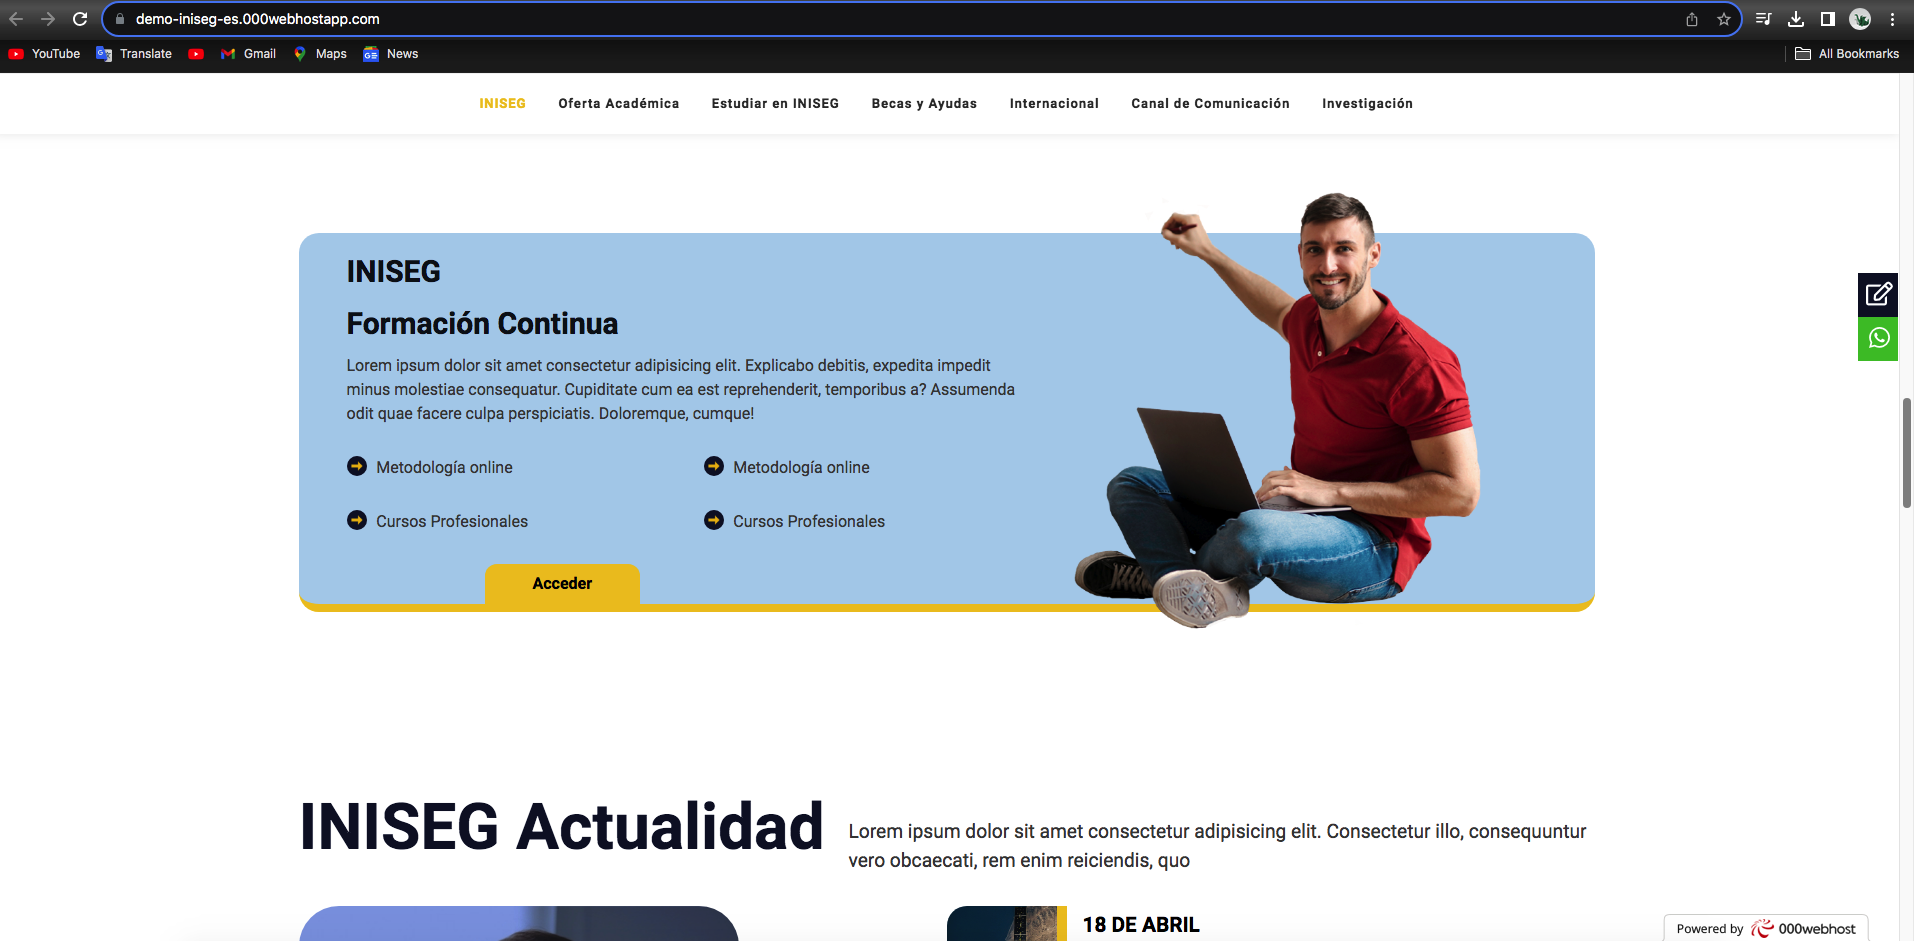 demo-iniseg-es.000webhostapp.com
YouTube Translate Gmail Maps News All Bookmarks
INISEG Oferta Académica Estudiar en INISEG Becas y Ayudas Internacional Canal de Comunicación Investigación
INISEG
Formación Continua
Lorem ipsum dolor sit amet consectetur adipisicing elit. Explicabo debitis, expedita impedit
minus molestiae consequatur. Cupiditate cum ea est reprehenderit, temporibus a? Assumenda
odit quae facere culpa perspiciatis. Doloremque, cumque!
Metodología online Metodología online
Cursos Profesionales Cursos Profesionales
Acceder
INISEG Actualidad
Lorem ipsum dolor sit amet consectetur adipisicing elit. Consectetur illo, consequuntur
vero obcaecati, rem enim reiciendis, quo
18 DE ABRIL
Powered by 000webhost